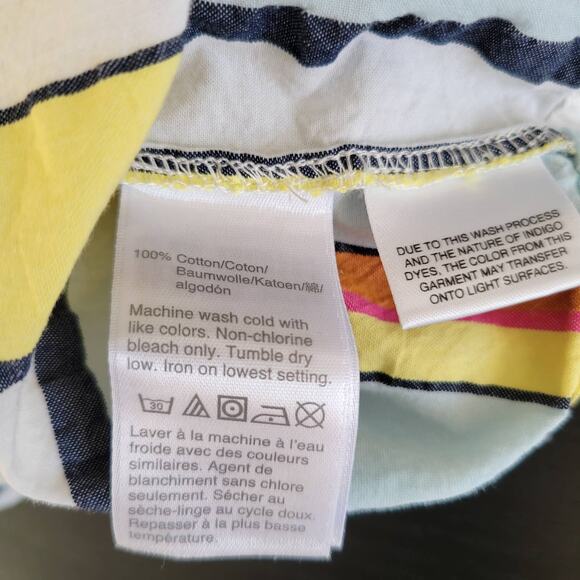 100% Cotton/Coton/
Baumwolle/Katoen/綿/
algodón
Machine wash cold with
like colors. Non-chlorine
bleach only. Tumble dry
low. Iron on lowest setting.
30
Laver à la machine à l'eau
froide avec des couleurs
similaires. Agent de
blanchiment sans chlore
seulement. Sécher au
sèche-linge au cycle doux.
Repasser à la plus basse
température.
DUE TO THIS WASH PROCESS
AND THE NATURE OF INDIGO
DYES, THE COLOR FROM THIS
GARMENT MAY TRANSFER
ONTO LIGHT SURFACES.